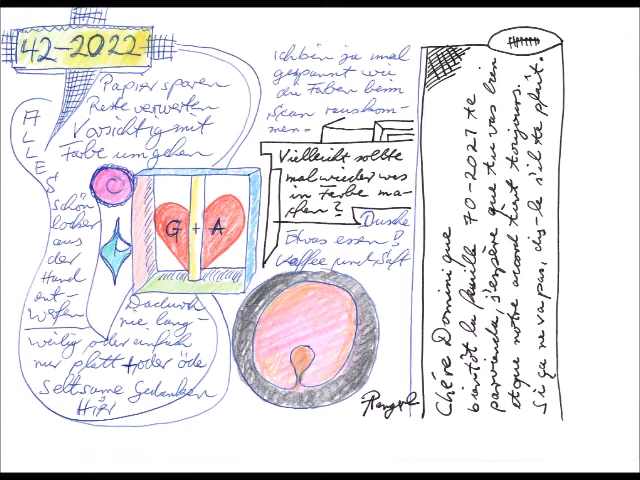 42-2022
Papier sparen
Reste verwerten
Vorsichtig mit
Farbe umgehen
ALLES
schön
locker
aus
der
Hand
ent-
werfen
G + A
Dadurch
nie lang-
weilig oder einfach
nur platt + oder öde
Seltsame Gedanken
Hier
ich bin ja mal
gespannt wie
die Farben beim
Scan rauskom-
men.
Vielleicht sollte
mal wieder was
in Farbe ma-
chen?
Dusche
Etwas essen?
Kaffee und Saft
Chère Dominique
bientôt la feuille 70-2021 te
parviendra, j'espère que tu vas bien
et que notre accord tient toujours.
Si ça ne va pas, dis-le s'il te plaît.